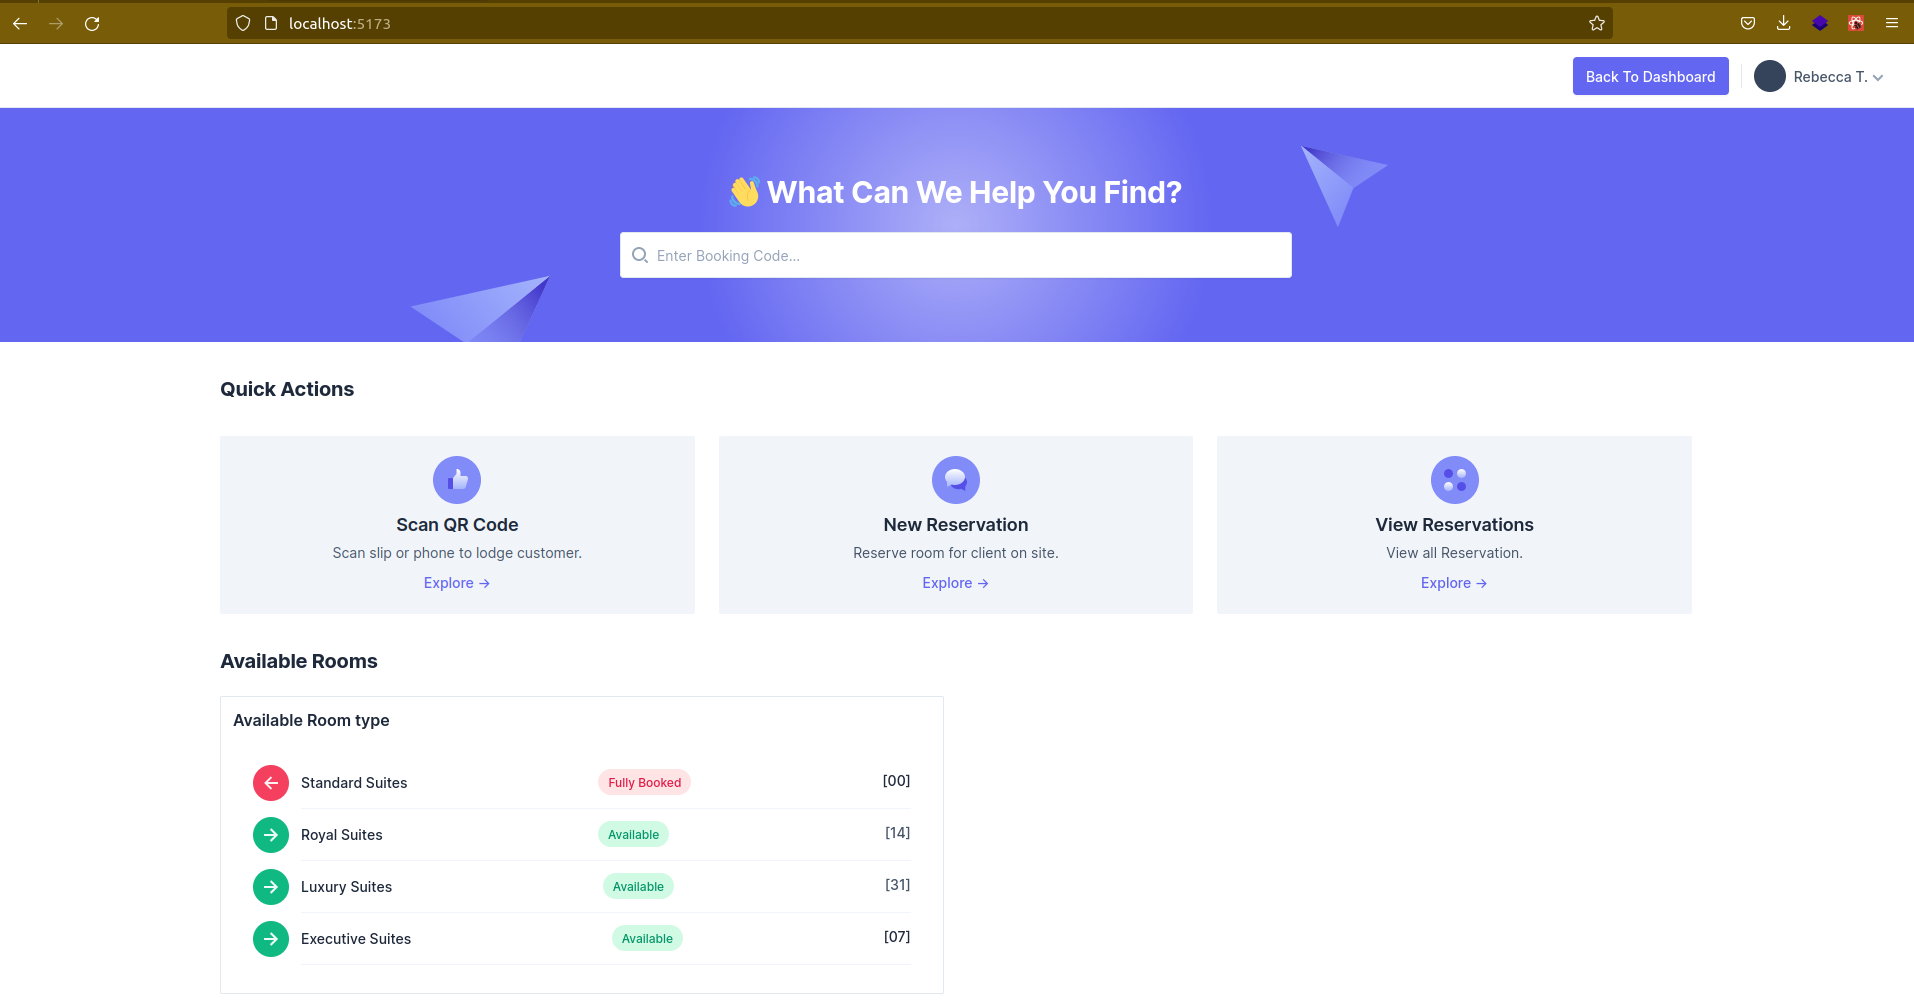 localhost:5173
Back To Dashboard
Rebecca T.
👋 What Can We Help You Find?
Enter Booking Code...
Quick Actions
Scan QR Code
Scan slip or phone to lodge customer.
Explore ->
New Reservation
Reserve room for client on site.
Explore ->
View Reservations
View all Reservation.
Explore ->
Available Rooms
Available Room type
Standard Suites Fully Booked [00]
Royal Suites Available [14]
Luxury Suites Available [31]
Executive Suites Available [07]